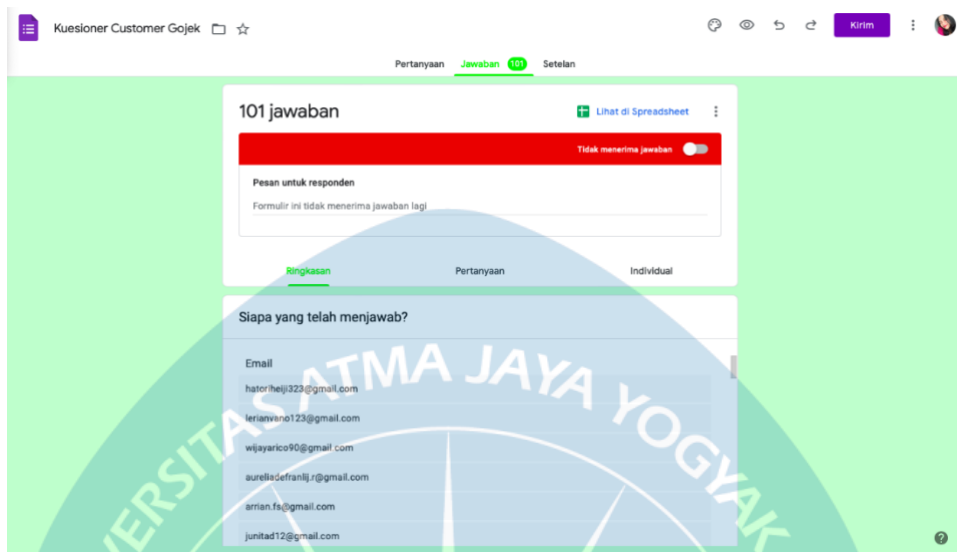 Kuesioner Customer Gojek
Kirim
Pertanyaan Jawaban 101 Setelan
101 jawaban
Lihat di Spreadsheet
Tidak menerima jawaban
Pesan untuk responden
Formulir ini tidak menerima jawaban lagi
Ringkasan Pertanyaan Individual
Siapa yang telah menjawab?
Email
hatoriheiji323@gmail.com
lerianvano123@gmail.com
wijayarico90@gmail.com
aureliadefranlij.r@gmail.com
arrian.fs@gmail.com
junitad12@gmail.com
ERSITAS ATMA JAYA YOGYAK